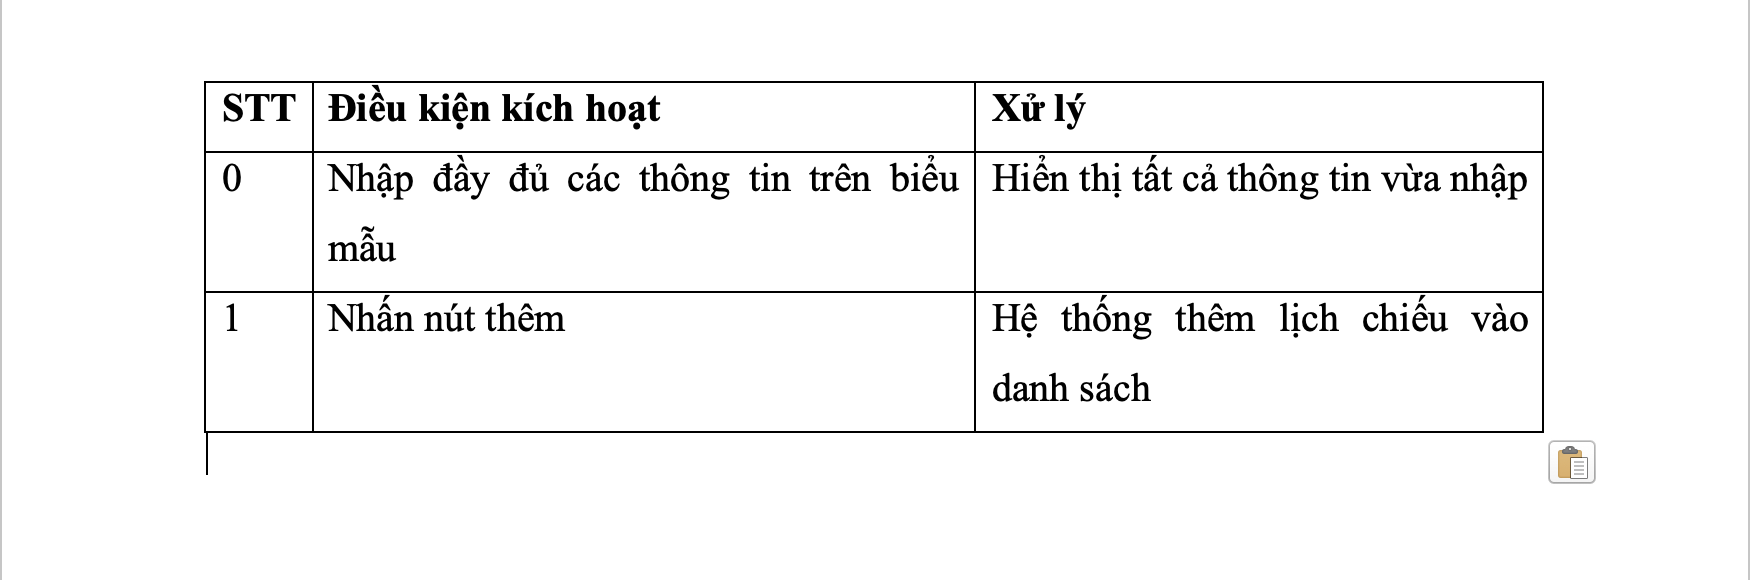 STT Điều kiện kích hoạt Xử lý
0 Nhập đầy đủ các thông tin trên biểu Hiển thị tất cả thông tin vừa nhập
mẫu
1 Nhấn nút thêm Hệ thống thêm lịch chiếu vào
danh sách